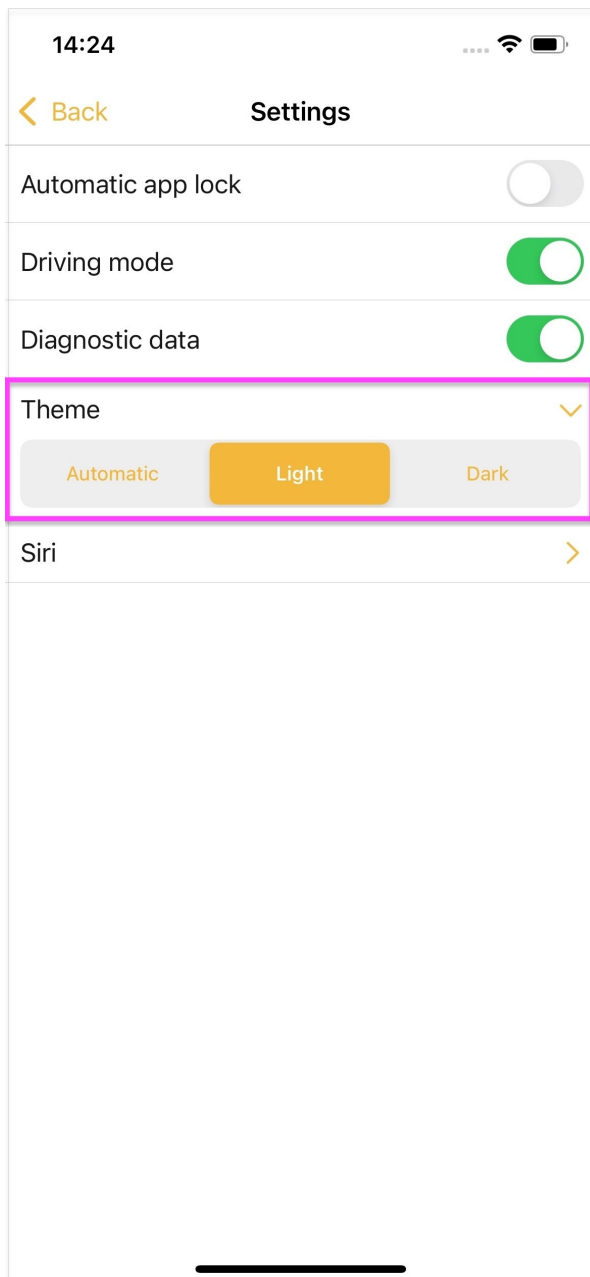 14:24
Back Settings
Automatic app lock
Driving mode
Diagnostic data
Theme
Automatic Light Dark
Siri